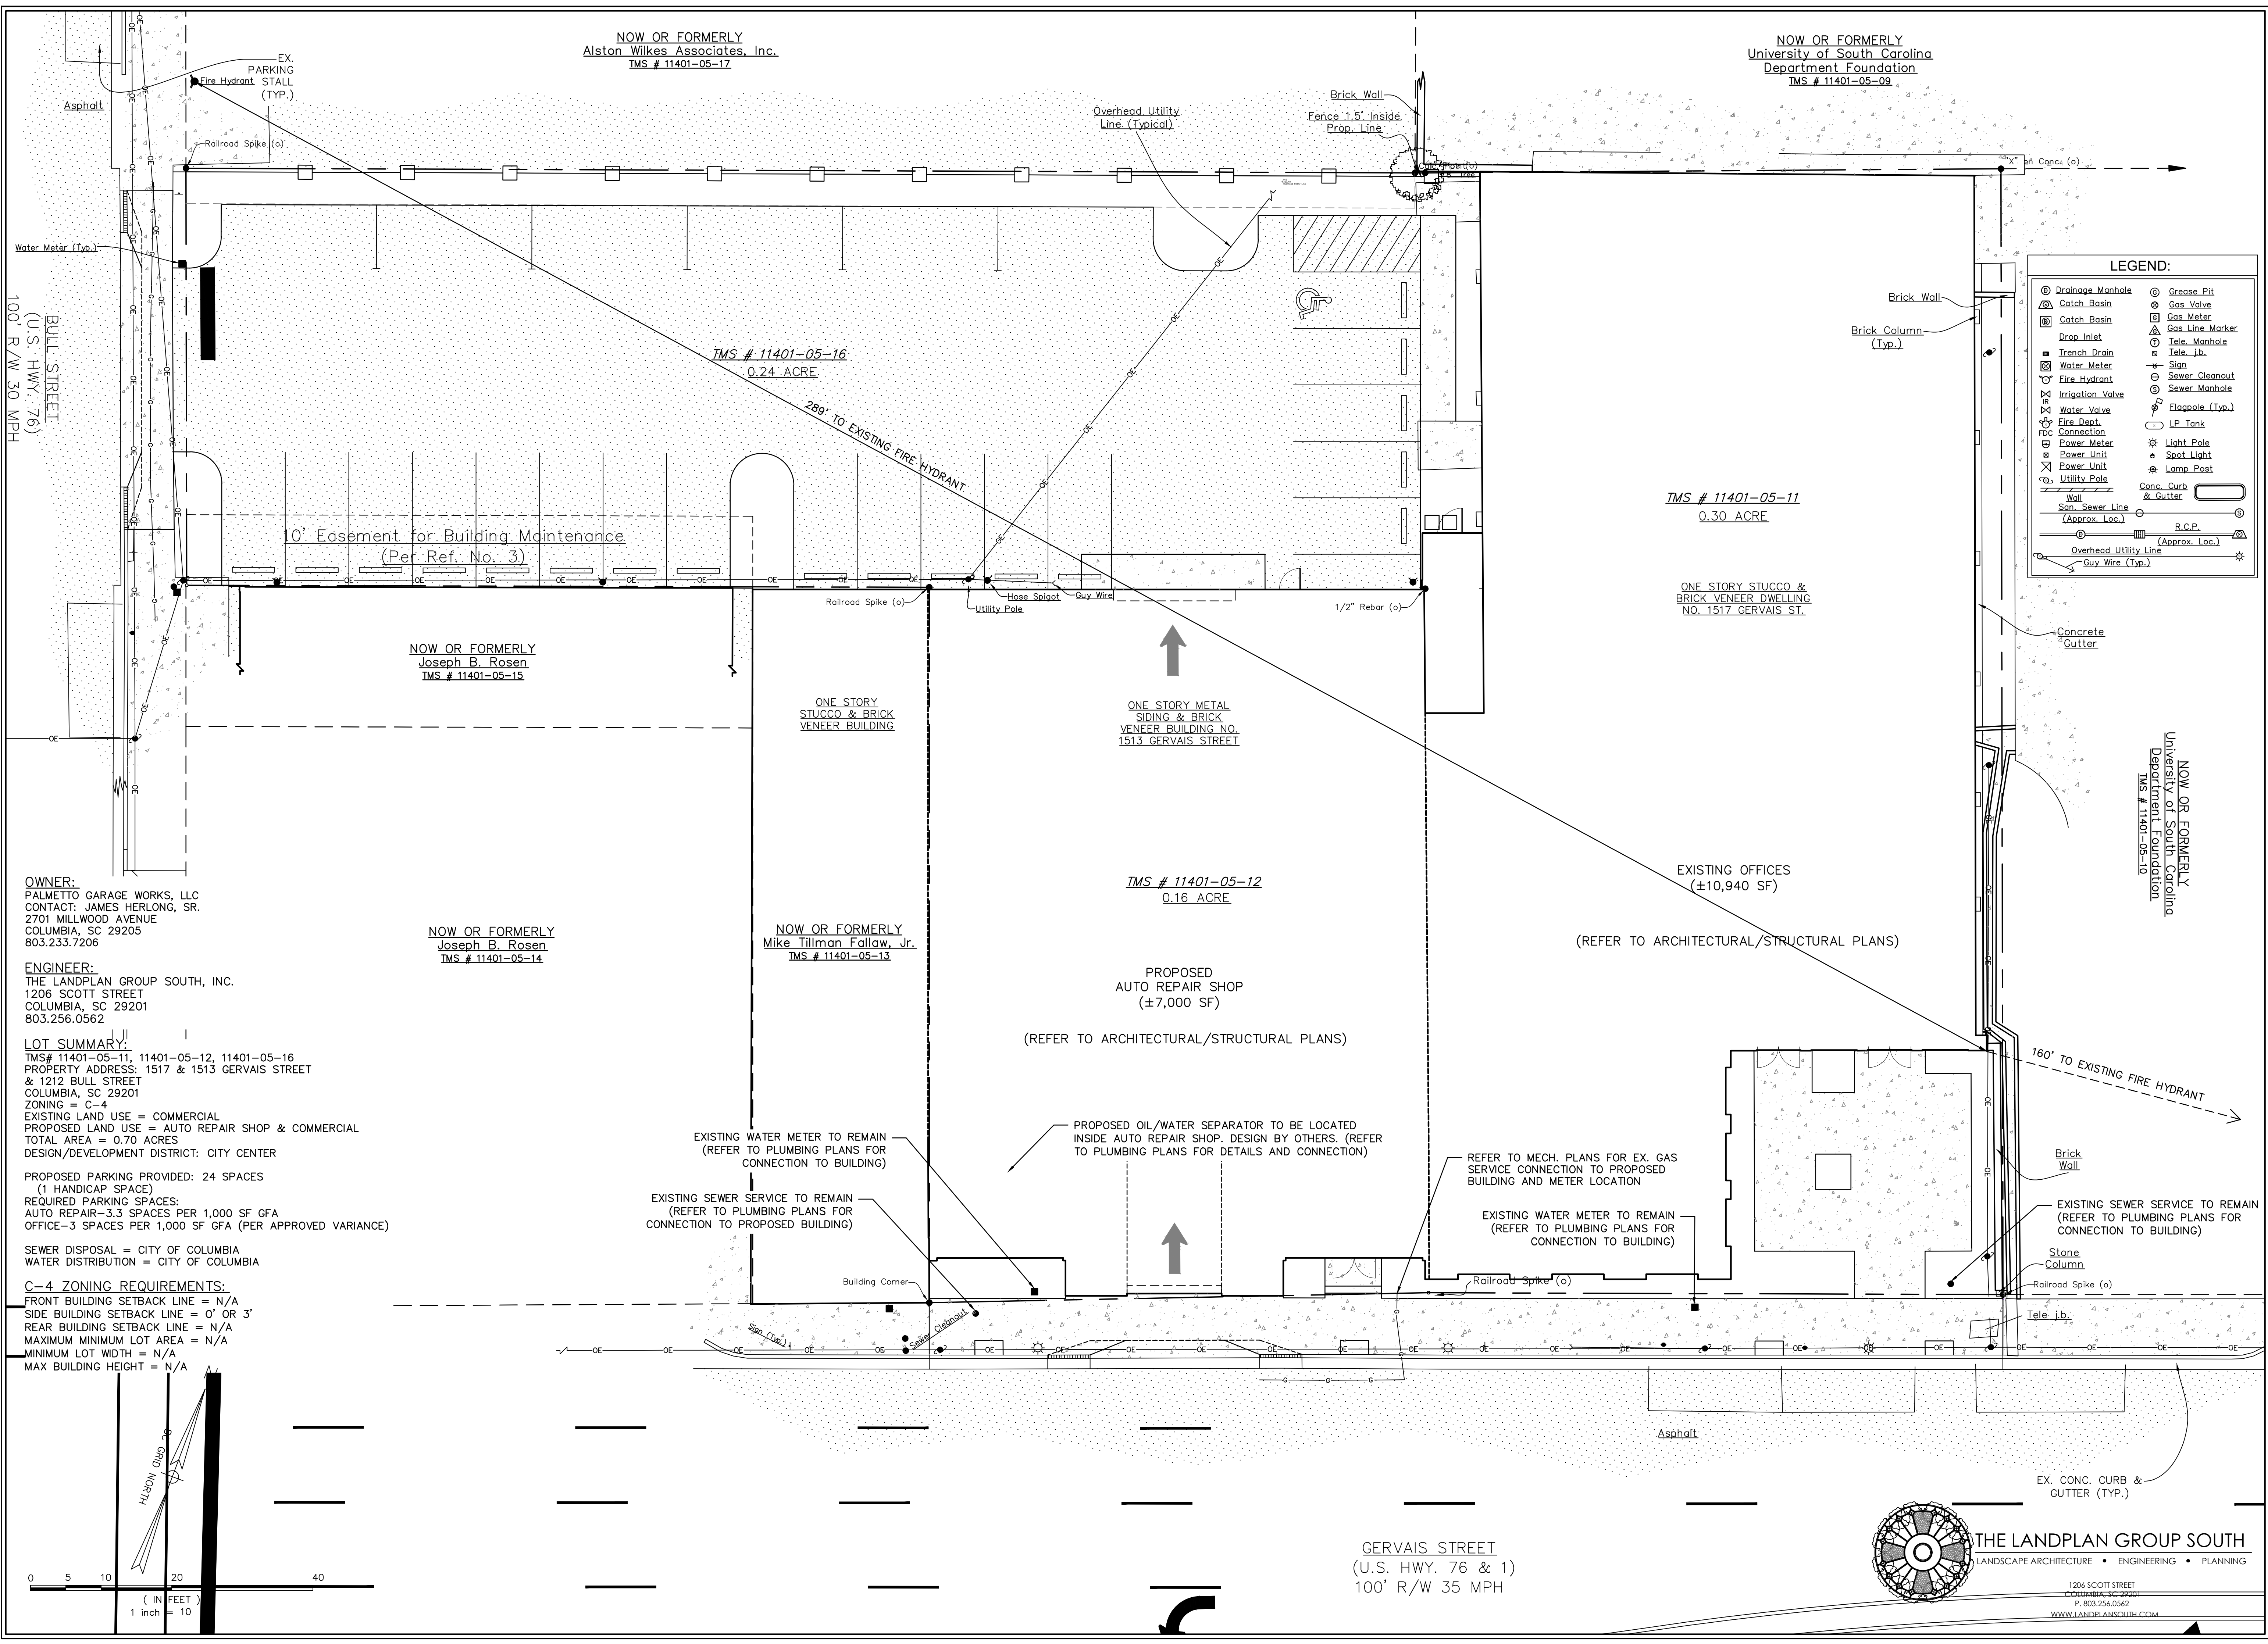 NOW OR FORMERLY
Alston Wilkes Associates, Inc.
TMS # 11401-05-17
NOW OR FORMERLY
University of South Carolina
Department Foundation
TMS # 11401-05-09
EX.
PARKING
STALL
(TYP.)
Fire Hydrant
Asphalt
Railroad Spike (o)
Overhead Utility
Line (Typical)
Brick Wall
Fence 1.5' Inside
Prop. Line
"X" on Conc. (o)
Water Meter (Typ.)
BULL STREET
(U.S. HWY. 76)
100' R/W 30 MPH
TMS # 11401-05-16
0.24 ACRE
289' TO EXISTING FIRE HYDRANT
10' Easement for Building Maintenance
(Per Ref. No. 3)
Brick Wall
Brick Column
(Typ.)
LEGEND:
Drainage Manhole
Catch Basin
Catch Basin
Drop Inlet
Trench Drain
Water Meter
Fire Hydrant
Irrigation Valve
IR
Water Valve
Fire Dept.
FDC Connection
Power Meter
Power Unit
Power Unit
Utility Pole
Wall
San. Sewer Line
(Approx. Loc.)
Grease Pit
Gas Valve
Gas Meter
Gas Line Marker
Tele. Manhole
Tele. j.b.
Sign
Sewer Cleanout
Sewer Manhole
Flagpole (Typ.)
LP Tank
Light Pole
Spot Light
Lamp Post
Conc. Curb
& Gutter
R.C.P.
(Approx. Loc.)
Overhead Utility Line
Guy Wire (Typ.)
TMS # 11401-05-11
0.30 ACRE
ONE STORY STUCCO &
BRICK VENEER DWELLING
NO. 1517 GERVAIS ST.
Concrete
Gutter
Railroad Spike (o)
Hose Spigot
Guy Wire
Utility Pole
1/2" Rebar (o)
NOW OR FORMERLY
Joseph B. Rosen
TMS # 11401-05-15
ONE STORY
STUCCO & BRICK
VENEER BUILDING
ONE STORY METAL
SIDING & BRICK
VENEER BUILDING NO.
1513 GERVAIS STREET
NOW OR FORMERLY
University of South Carolina
Department Foundation
TMS # 11401-05-10
OWNER:
PALMETTO GARAGE WORKS, LLC
CONTACT: JAMES HERLONG, SR.
2701 MILLWOOD AVENUE
COLUMBIA, SC 29205
803.233.7206
ENGINEER:
THE LANDPLAN GROUP SOUTH, INC.
1206 SCOTT STREET
COLUMBIA, SC 29201
803.256.0562
LOT SUMMARY:
TMS# 11401-05-11, 11401-05-12, 11401-05-16
PROPERTY ADDRESS: 1517 & 1513 GERVAIS STREET
& 1212 BULL STREET
COLUMBIA, SC 29201
ZONING = C-4
EXISTING LAND USE = COMMERCIAL
PROPOSED LAND USE = AUTO REPAIR SHOP & COMMERCIAL
TOTAL AREA = 0.70 ACRES
DESIGN/DEVELOPMENT DISTRICT: CITY CENTER
PROPOSED PARKING PROVIDED: 24 SPACES
(1 HANDICAP SPACE)
REQUIRED PARKING SPACES:
AUTO REPAIR-3.3 SPACES PER 1,000 SF GFA
OFFICE-3 SPACES PER 1,000 SF GFA (PER APPROVED VARIANCE)
SEWER DISPOSAL = CITY OF COLUMBIA
WATER DISTRIBUTION = CITY OF COLUMBIA
C-4 ZONING REQUIREMENTS:
FRONT BUILDING SETBACK LINE = N/A
SIDE BUILDING SETBACK LINE = 0' OR 3'
REAR BUILDING SETBACK LINE = N/A
MAXIMUM MINIMUM LOT AREA = N/A
MINIMUM LOT WIDTH = N/A
MAX BUILDING HEIGHT = N/A
NOW OR FORMERLY
Joseph B. Rosen
TMS # 11401-05-14
NOW OR FORMERLY
Mike Tillman Fallaw, Jr.
TMS # 11401-05-13
TMS # 11401-05-12
0.16 ACRE
PROPOSED
AUTO REPAIR SHOP
(±7,000 SF)
(REFER TO ARCHITECTURAL/STRUCTURAL PLANS)
EXISTING OFFICES
(±10,940 SF)
(REFER TO ARCHITECTURAL/STRUCTURAL PLANS)
160' TO EXISTING FIRE HYDRANT
EXISTING WATER METER TO REMAIN
(REFER TO PLUMBING PLANS FOR
CONNECTION TO BUILDING)
EXISTING SEWER SERVICE TO REMAIN
(REFER TO PLUMBING PLANS FOR
CONNECTION TO PROPOSED BUILDING)
PROPOSED OIL/WATER SEPARATOR TO BE LOCATED
INSIDE AUTO REPAIR SHOP. DESIGN BY OTHERS. (REFER
TO PLUMBING PLANS FOR DETAILS AND CONNECTION)
REFER TO MECH. PLANS FOR EX. GAS
SERVICE CONNECTION TO PROPOSED
BUILDING AND METER LOCATION
EXISTING WATER METER TO REMAIN
(REFER TO PLUMBING PLANS FOR
CONNECTION TO BUILDING)
Brick
Wall
EXISTING SEWER SERVICE TO REMAIN
(REFER TO PLUMBING PLANS FOR
CONNECTION TO BUILDING)
Stone
Column
Railroad Spike (o)
Tele j.b.
Building Corner
Railroad Spike (o)
Sewer Cleanout
Sign (Typ.)
Asphalt
EX. CONC. CURB &
GUTTER (TYP.)
SC GRID NORTH
0 5 10 20 40
( IN FEET )
1 inch = 10
GERVAIS STREET
(U.S. HWY. 76 & 1)
100' R/W 35 MPH
THE LANDPLAN GROUP SOUTH
LANDSCAPE ARCHITECTURE • ENGINEERING • PLANNING
1206 SCOTT STREET
COLUMBIA, SC 29201
P. 803.256.0562
WWW.LANDPLANSOUTH.COM